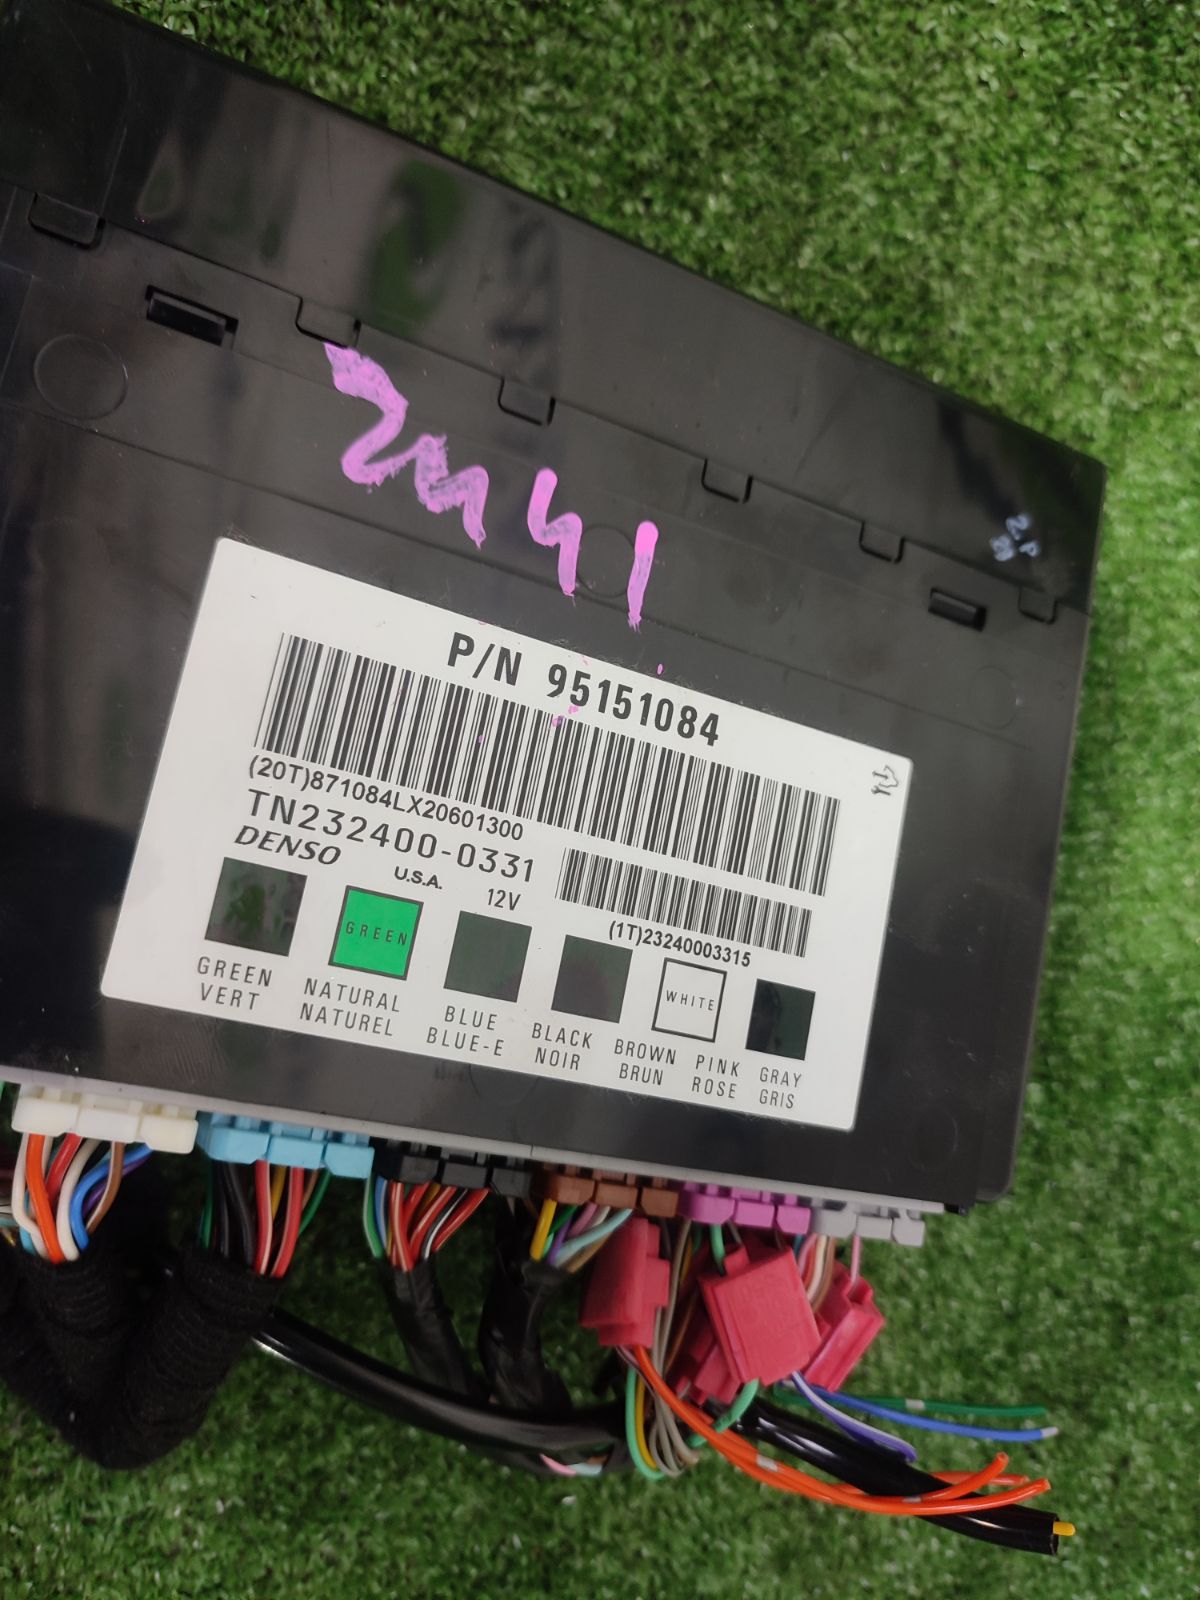 2441
P/N 95151084
(20T)871084LX20601300
TN232400-0331
DENSO
U.S.A.
12V
(1T)23240003315
GREEN
WHITE
GREEN
VERT
NATURAL
NATUREL
BLUE
BLUE-E
BLACK
NOIR
BROWN
BRUN
PINK
ROSE
GRAY
GRIS